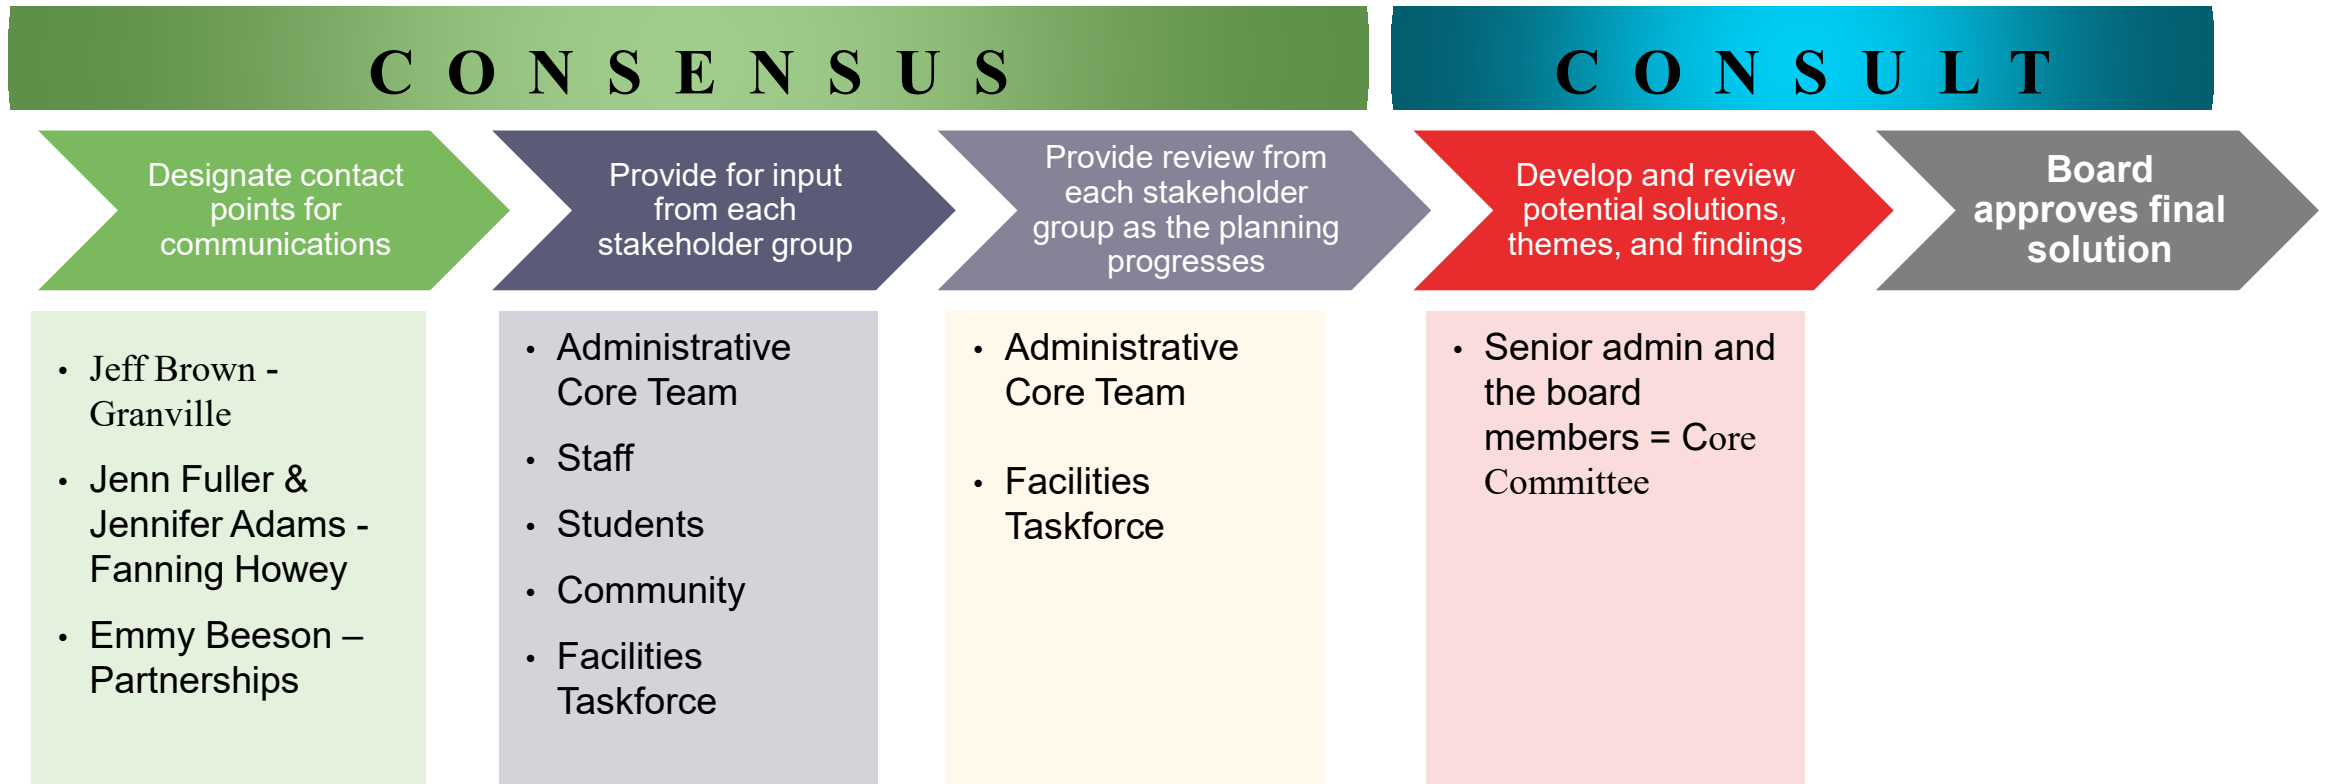 CONSENSUS
CONSULT
Designate contact
points for
communications
Provide for input
from each
stakeholder group
Provide review from
each stakeholder
group as the planning
progresses
Develop and review
potential solutions,
themes, and findings
Board
approves final
solution
• Jeff Brown -
Granville
• Jenn Fuller &
Jennifer Adams -
Fanning Howey
• Emmy Beeson –
Partnerships
• Administrative
Core Team
• Staff
• Students
• Community
• Facilities
Taskforce
• Administrative
Core Team
• Facilities
Taskforce
• Senior admin and
the board
members = Core
Committee